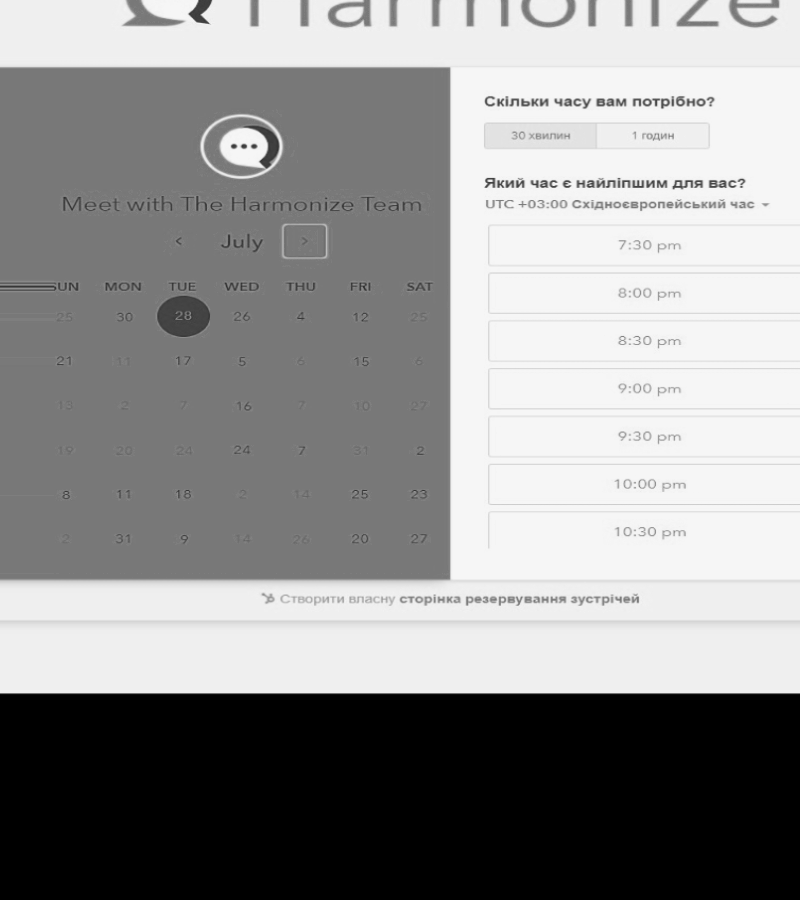 Harmonize
Meet with The Harmonize Team
< July >
SUN MON TUE WED THU FRI SAT
25 30 28 26 4 12 25
21 11 17 5 6 15 6
13 2 7 16 7 10 27
19 20 24 24 7 31 2
8 11 18 2 14 25 23
2 31 9 14 26 20 27
Скільки часу вам потрібно?
30 хвилин 1 годин
Який час є найліпшим для вас?
UTC +03:00 Східноєвропейський час
7:30 pm
8:00 pm
8:30 pm
9:00 pm
9:30 pm
10:00 pm
10:30 pm
Створити власну сторінка резервування зустрічей